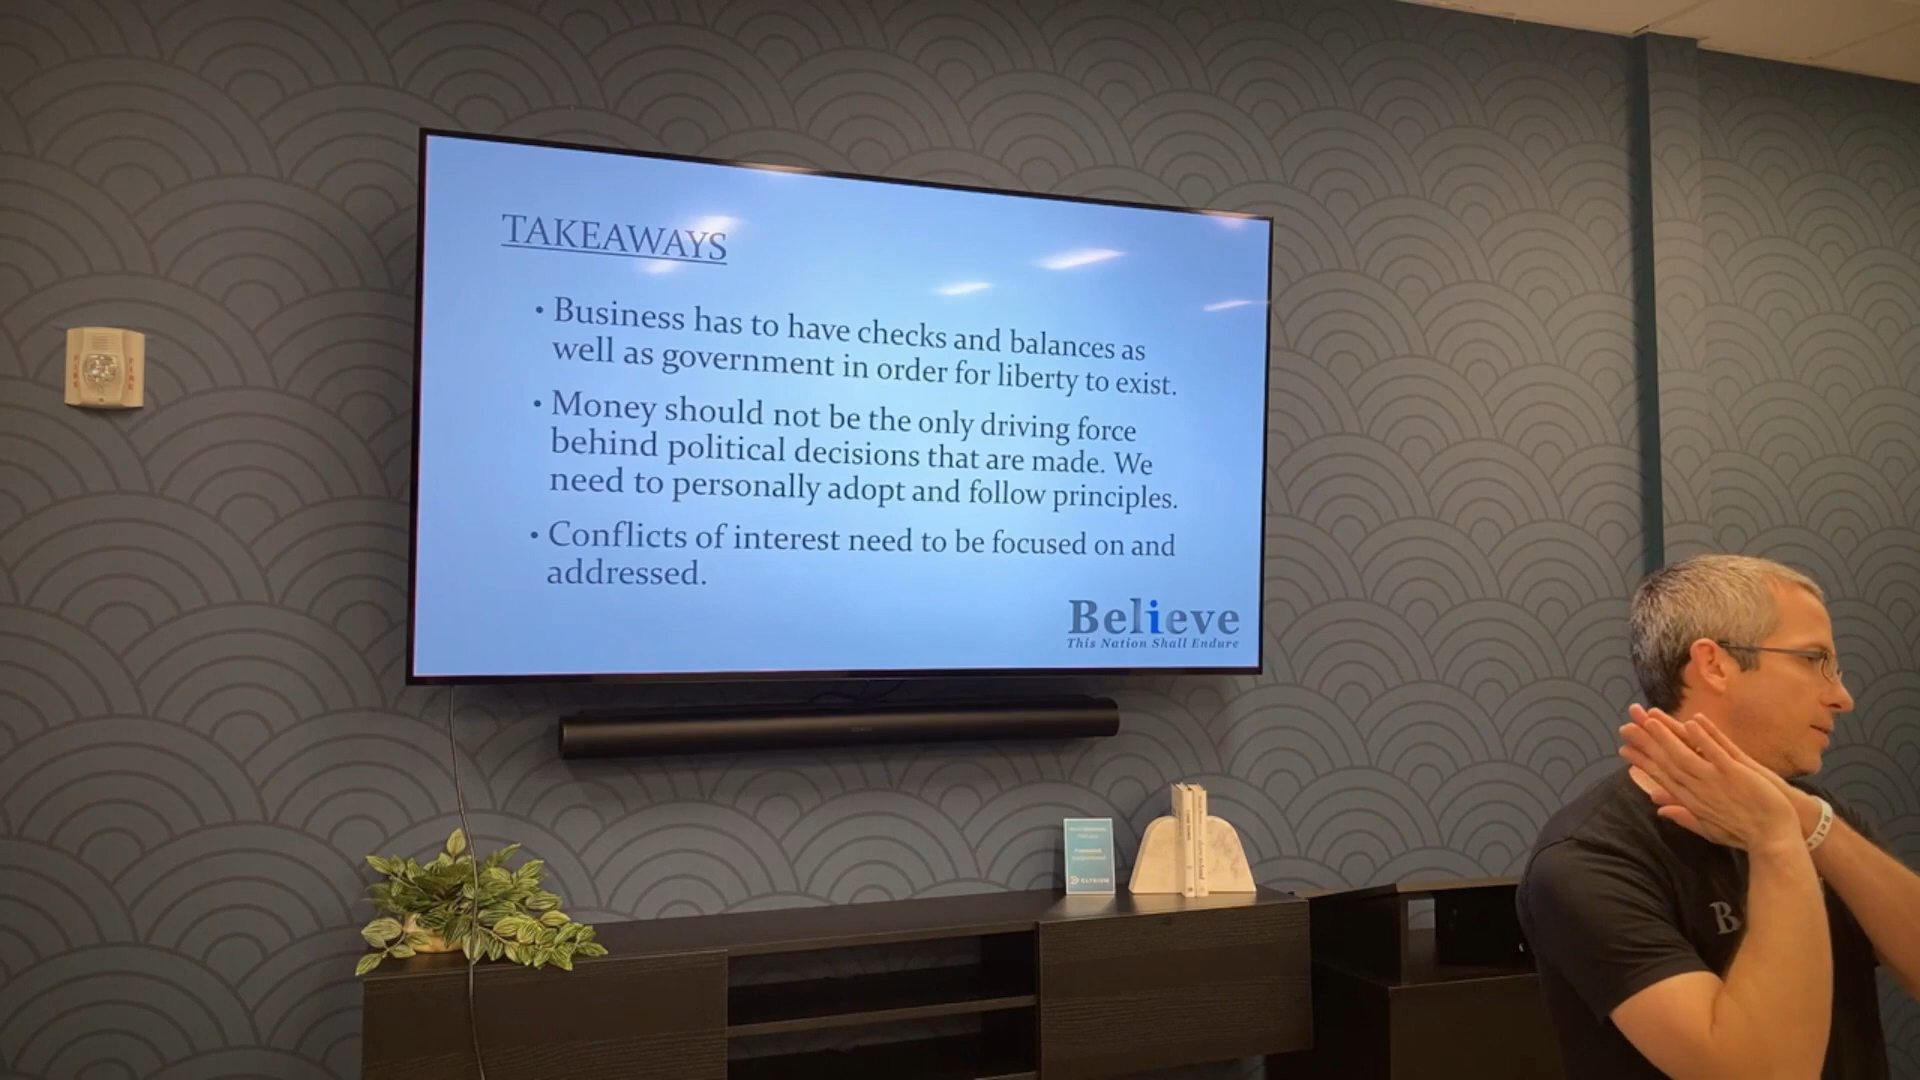 TAKEAWAYS
• Business has to have checks and balances as
well as government in order for liberty to exist.
• Money should not be the only driving force
behind political decisions that are made. We
need to personally adopt and follow principles.
• Conflicts of interest need to be focused on and
addressed.
Believe
This Nation Shall Endure
FIRE
FIRE
B